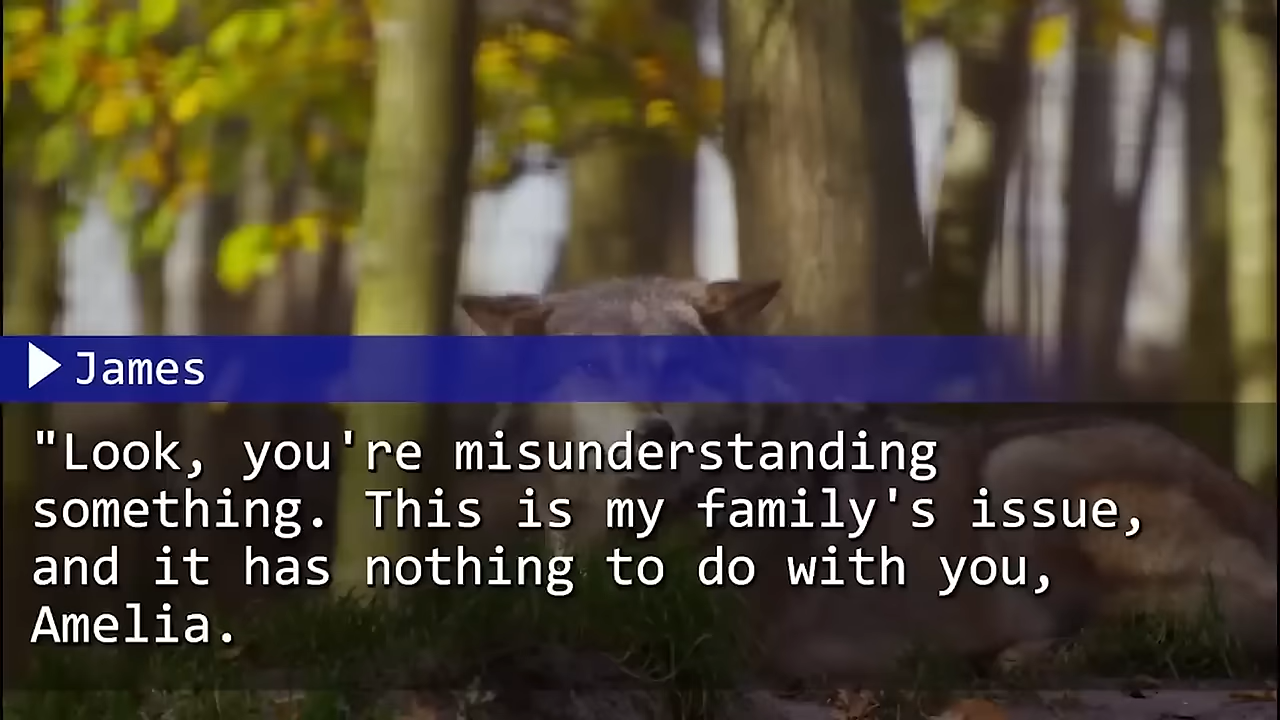 James
"Look, you're misunderstanding
something. This is my family's issue,
and it has nothing to do with you,
Amelia.